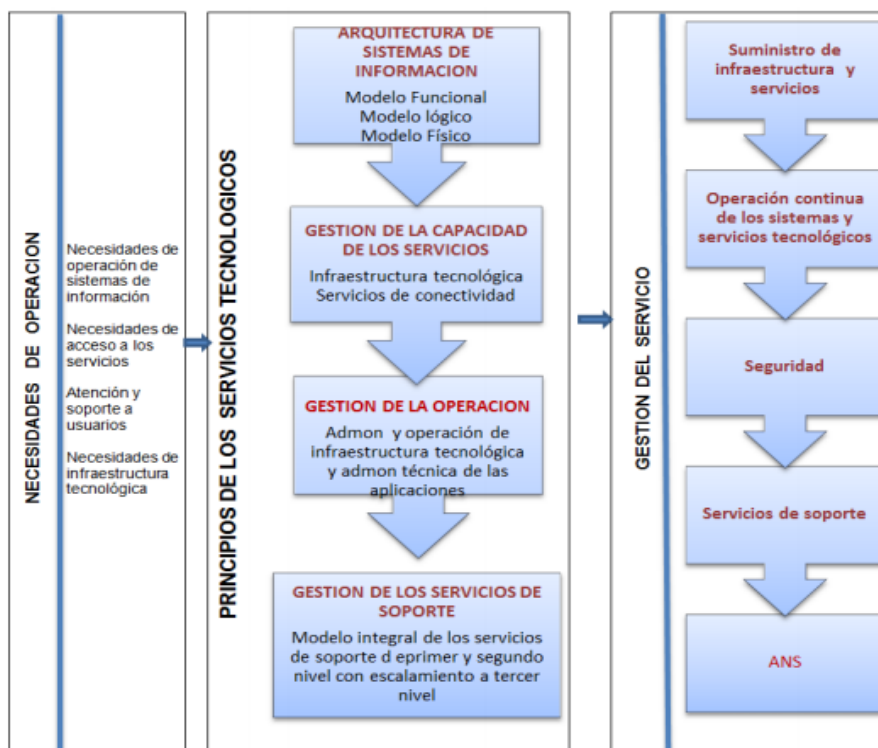 NECESIDADES DE OPERACION
Necesidades de
operación de
sistemas de
información
Necesidades de
acceso a los
servicios
Atención y
soporte a
usuarios
Necesidades de
infraestructura
tecnológica
PRINCIPIOS DE LOS SERVICIOS TECNOLOGICOS
ARQUITECTURA DE
SISTEMAS DE
INFORMACION
Modelo Funcional
Modelo lógico
Modelo Físico
GESTION DE LA CAPACIDAD
DE LOS SERVICIOS
Infraestructura tecnológica
Servicios de conectividad
GESTION DE LA OPERACION
Admon y operación de
infraestructura tecnológica
y admon técnica de las
aplicaciones
GESTION DE LOS SERVICIOS DE
SOPORTE
Modelo integral de los servicios
de soporte d eprimer y segundo
nivel con escalamiento a tercer
nivel
GESTION DEL SERVICIO
Suministro de
infraestructura y
servicios
Operación continua
de los sistemas y
servicios tecnológicos
Seguridad
Servicios de soporte
ANS